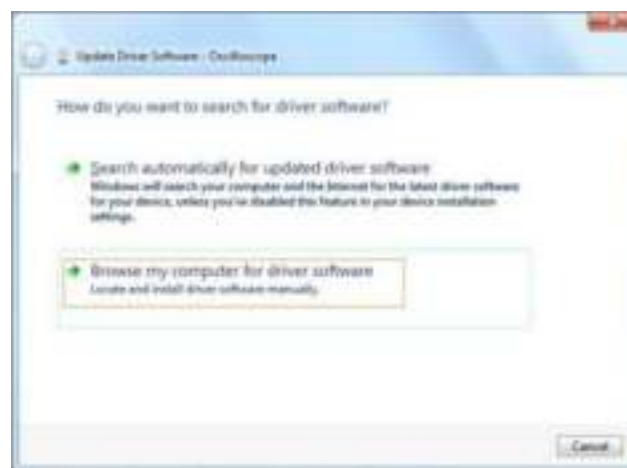 Update Driver Software - Oscilloscope
How do you want to search for driver software?
Search automatically for updated driver software
Windows will search your computer and the Internet for the latest driver software
for your device, unless you've disabled this feature in your device installation
settings.
Browse my computer for driver software
Locate and install driver software manually.
Cancel